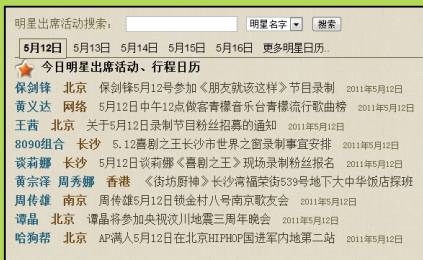 明星出席活动搜索： 明星名字 搜索
5月12日 5月13日 5月14日 5月15日 5月16日 更多明星日历..
今日明星出席活动、行程日历
保剑锋 北京 保剑锋5月12号参加《朋友就该这样》节目录制 2011年5月12日
黄义达 网络 5月12日中午12点做客青檬音乐台青檬流行歌曲榜 2011年5月12日
王茜 北京 关于5月12日录制节目粉丝招募的通知 2011年5月12日
8090组合 长沙 5.12喜剧之王长沙市世界之窗录制事宜安排 2011年5月12日
谈莉娜 长沙 5月12日谈莉娜《喜剧之王》现场录制粉丝报名 2011年5月12日
黄宗泽 周秀娜 香港 《街坊厨神》长沙湾福荣街539号地下大中华饭店探班
周传雄 南京 周传雄5月12日锁金村八号南京歌友会 2011年5月12日
谭晶 北京 谭晶将参加央视汶川地震三周年晚会 2011年5月12日
哈狗帮 北京 AP满人5月12日在北京HIPHOP国进军内地第二站 2011年5月12日